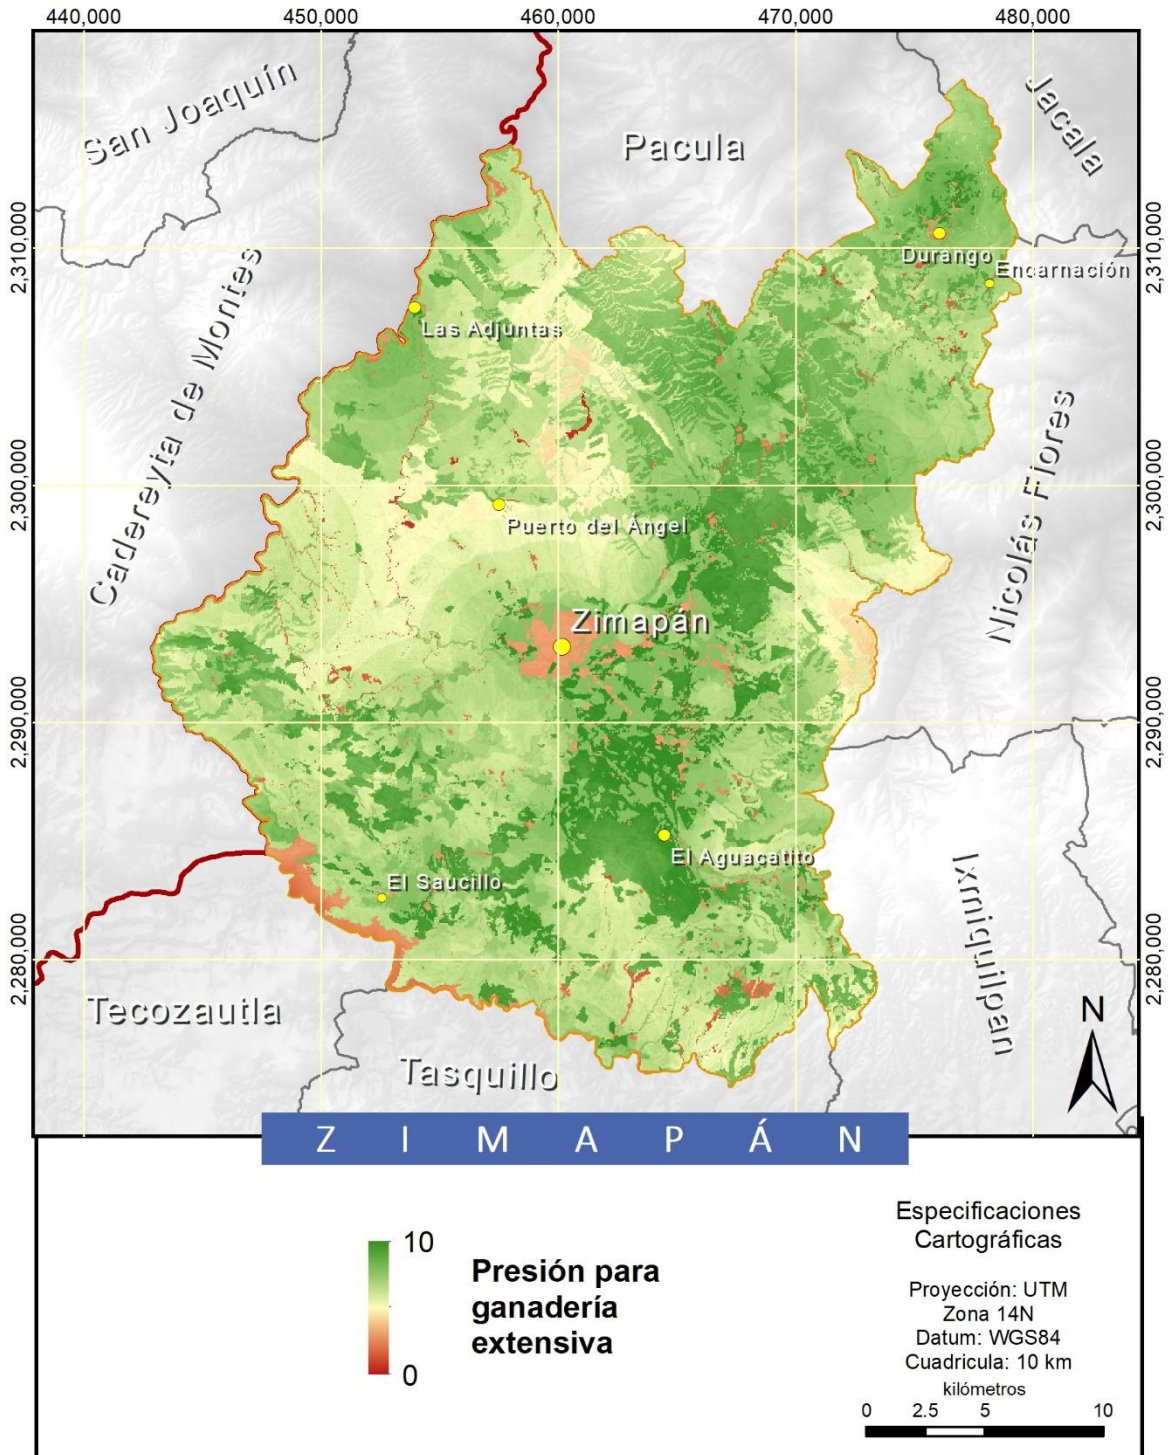 440,000 450,000 460,000 470,000 480,000
San Joaquín
Pacula
Jacala
2,310,000
2,310,000
Durango
Encarnación
Las Adjuntas
Cadereyta de Montes
Nicolás Flores
2,300,000
2,300,000
Puerto del Ángel
Zimapán
2,290,000
2,290,000
El Aguacatito
El Saucillo
Ixmiquilpan
2,280,000
2,280,000
Tecozautla
Tasquillo
N
ZIMAPÁN
10
Presión para
ganadería
extensiva
0
Especificaciones
Cartográficas
Proyección: UTM
Zona 14N
Datum: WGS84
Cuadricula: 10 km
kilómetros
0 2.5 5 10